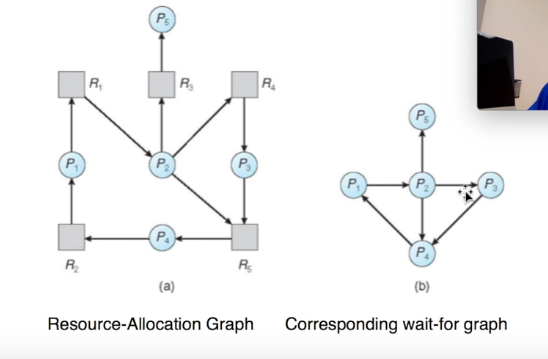 P5
R1
R3
R4
P1
P2
P3
P4
R2
R5
(a)
P5
P1
P2
P3
P4
(b)
Resource-Allocation Graph
Corresponding wait-for graph